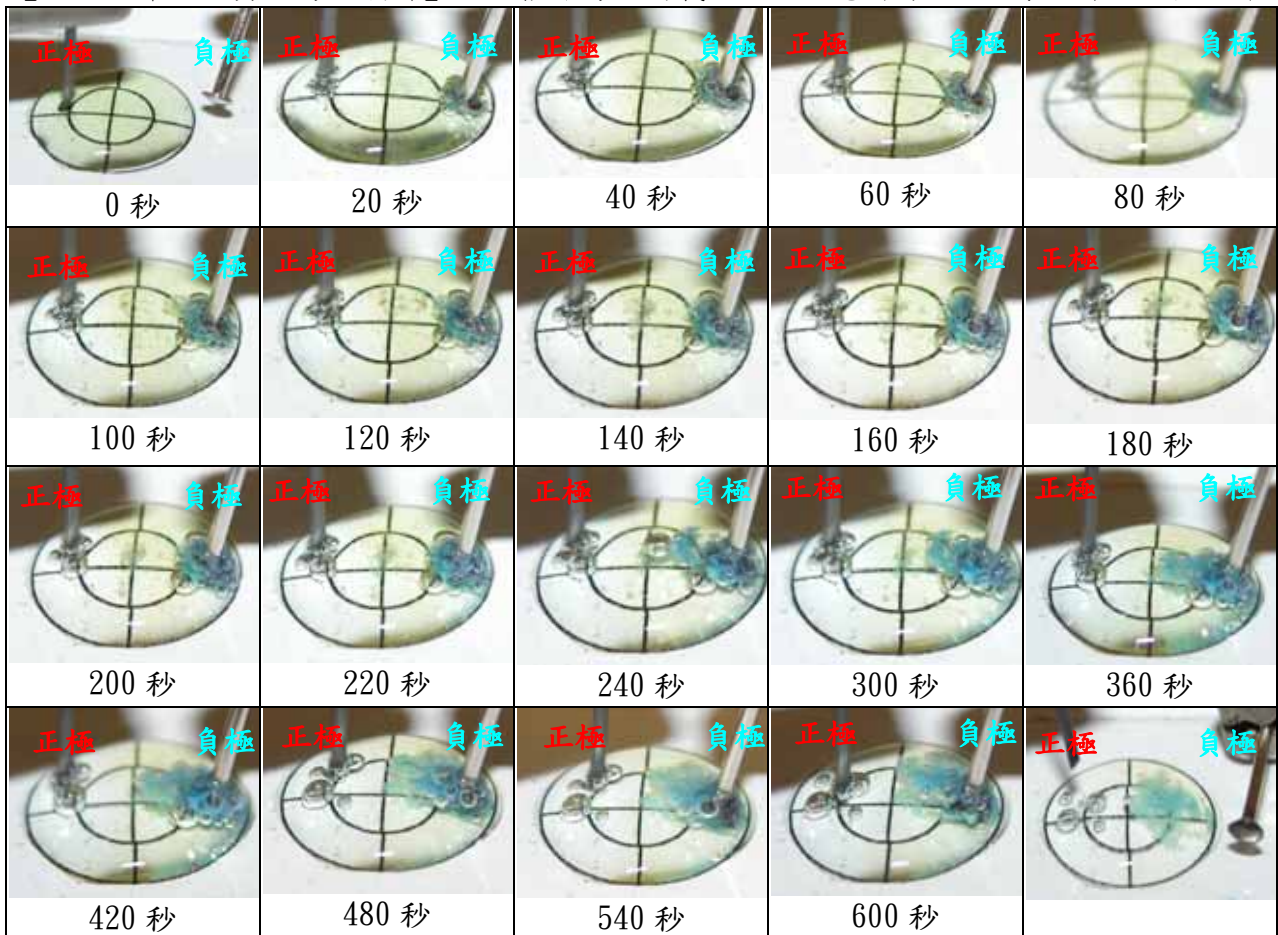 正極 負極 正極 負極 正極 負極 正極 負極 正極 負極
0 秒 20 秒 40 秒 60 秒 80 秒
正極 負極 正極 負極 正極 負極 正極 負極 正極 負極
100 秒 120 秒 140 秒 160 秒 180 秒
正極 負極 正極 負極 正極 負極 正極 負極 正極 負極
200 秒 220 秒 240 秒 300 秒 360 秒
正極 負極 正極 負極 正極 負極 正極 負極 正極 負極
420 秒 480 秒 540 秒 600 秒